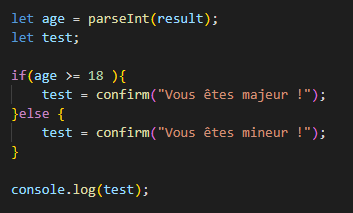 let age = parseInt(result);
let test;
if(age >= 18 ){
test = confirm("Vous êtes majeur !");
}else {
test = confirm("Vous êtes mineur !");
}
console.log(test);